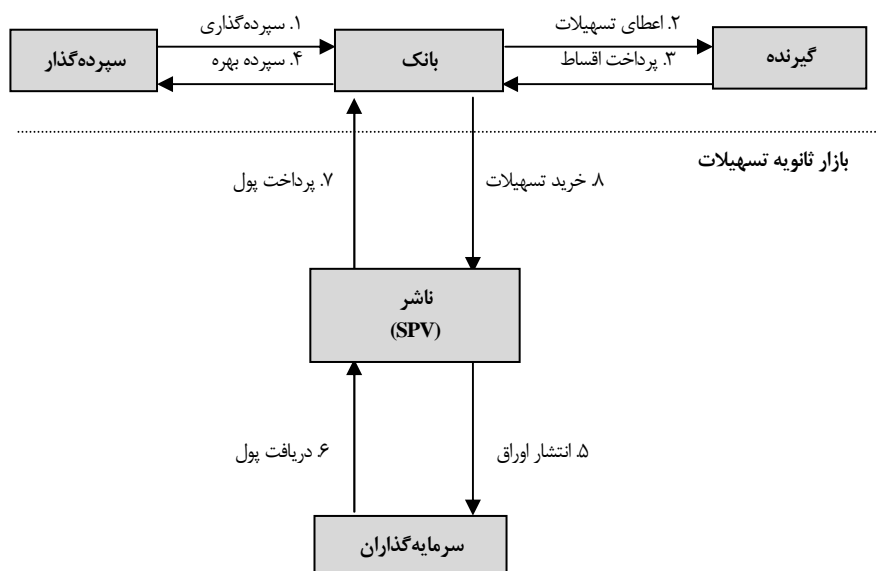 ۱. سپرده‌گذاری
۲. اعطای تسهیلات
سپرده‌گذار
بانک
گیرنده
۴. سپرده بهره
۳. پرداخت اقساط
بازار ثانویه تسهیلات
۷. پرداخت پول
۸. خرید تسهیلات
ناشر
(SPV)
۶. دریافت پول
۵. انتشار اوراق
سرمایه‌گذاران